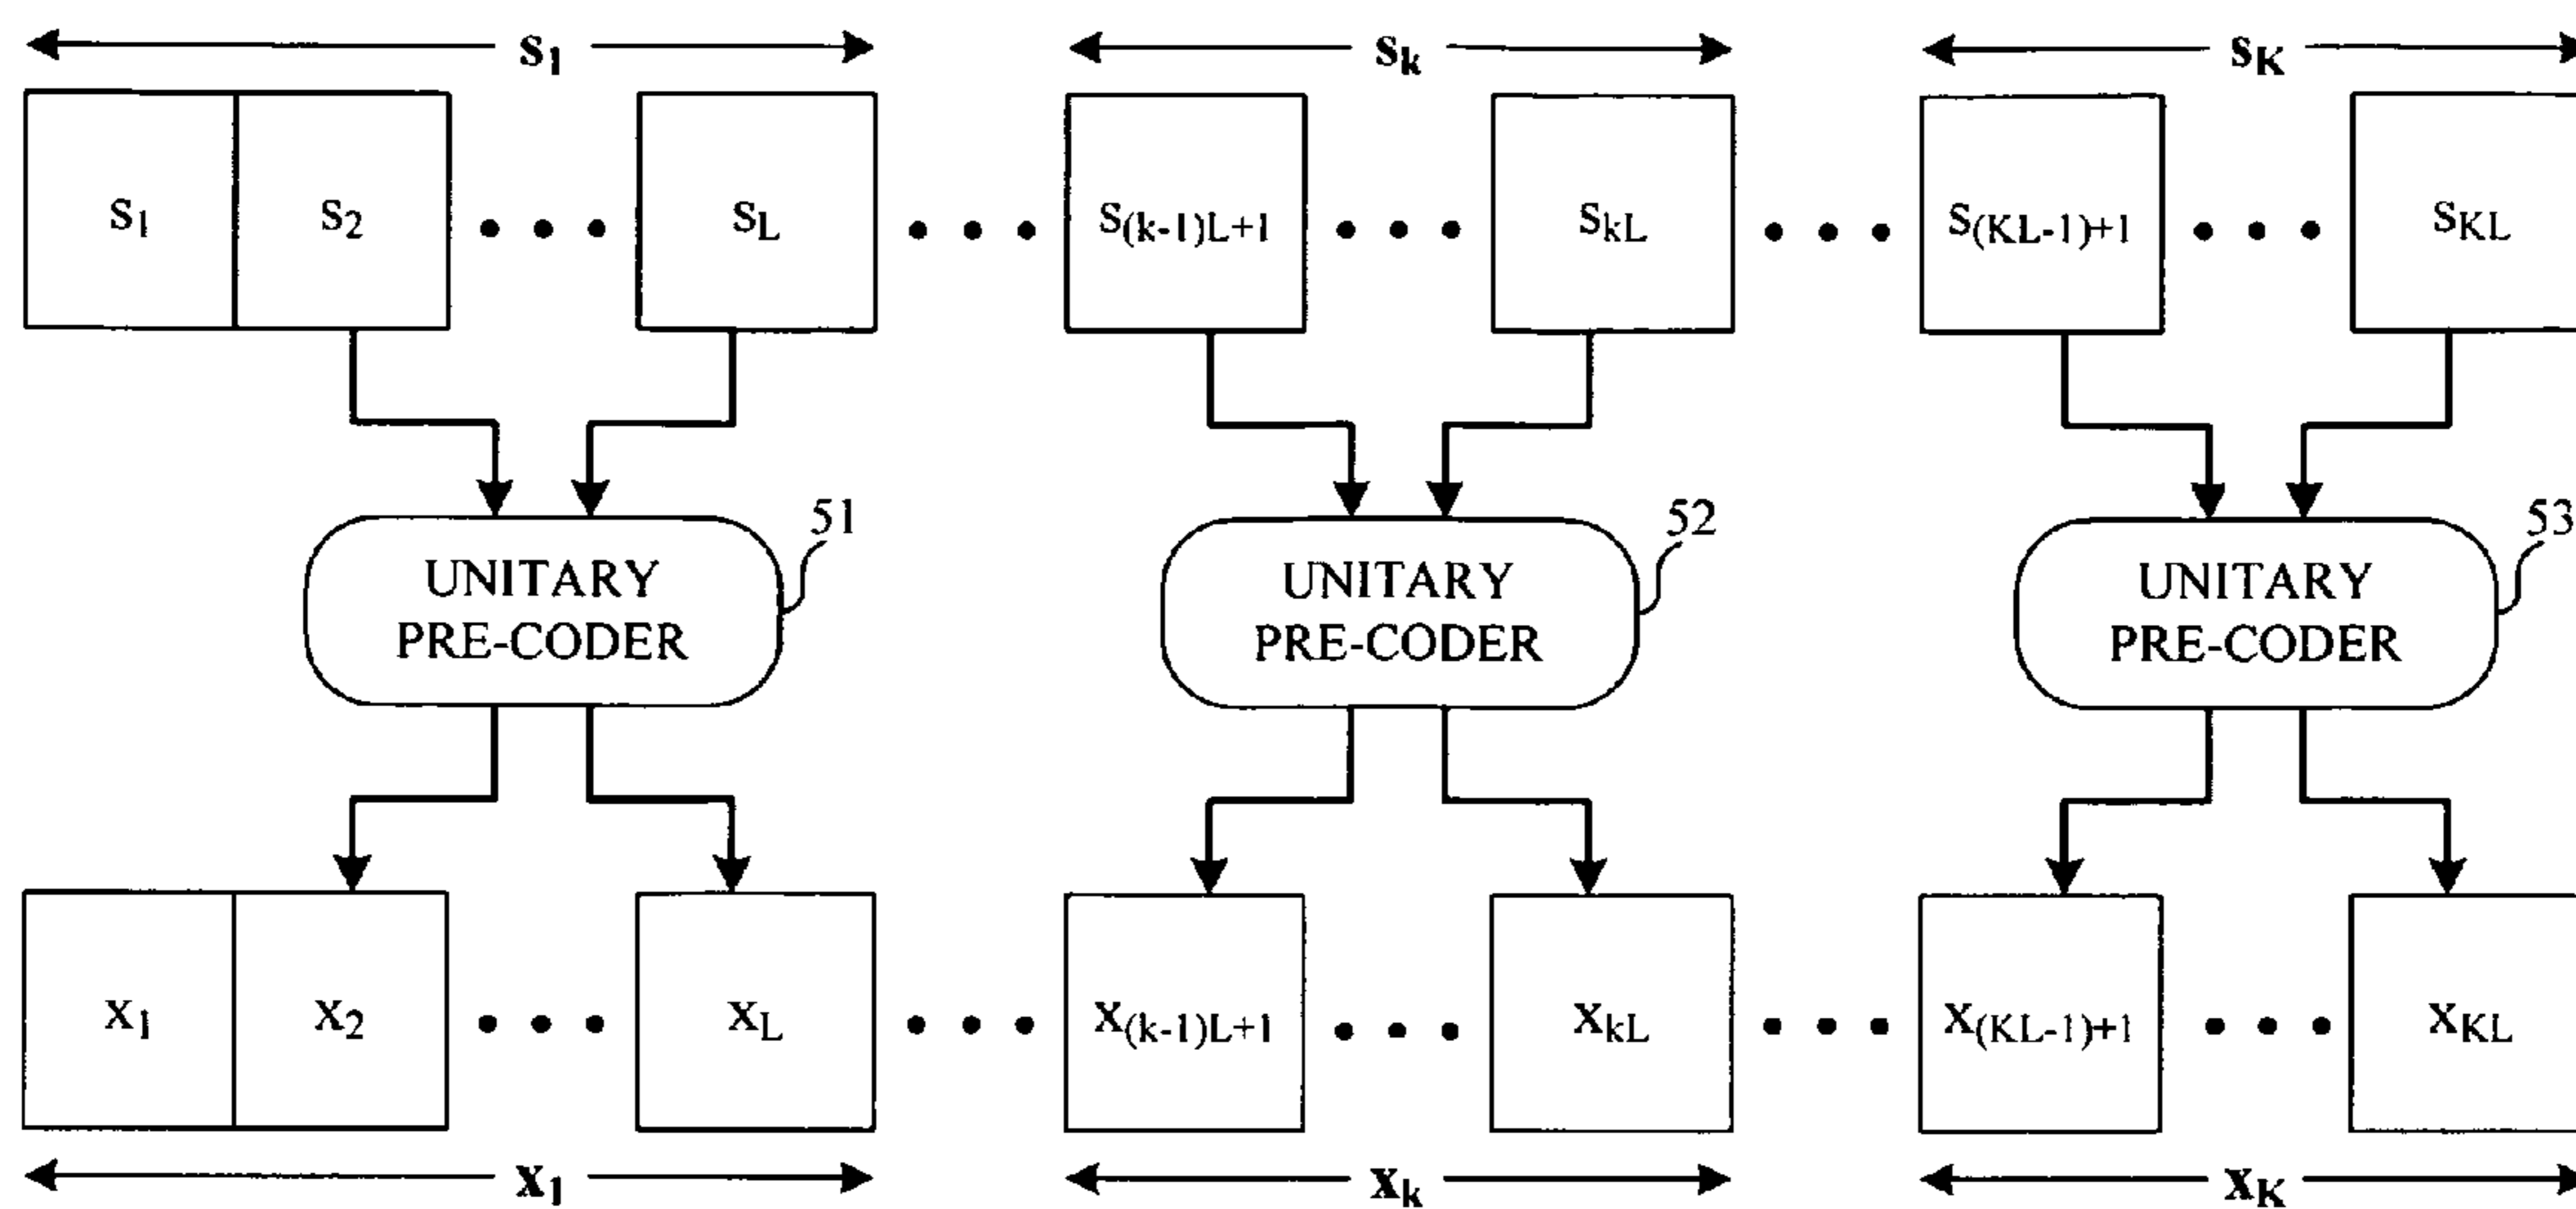 s1 sk sK
s1 s2 sL s(k-1)L+1 skL s(KL-1)+1 sKL
51 52 53
UNITARY PRE-CODER
UNITARY PRE-CODER
UNITARY PRE-CODER
x1 x2 xL x(k-1)L+1 xkL x(KL-1)+1 xKL
x1 xk xK